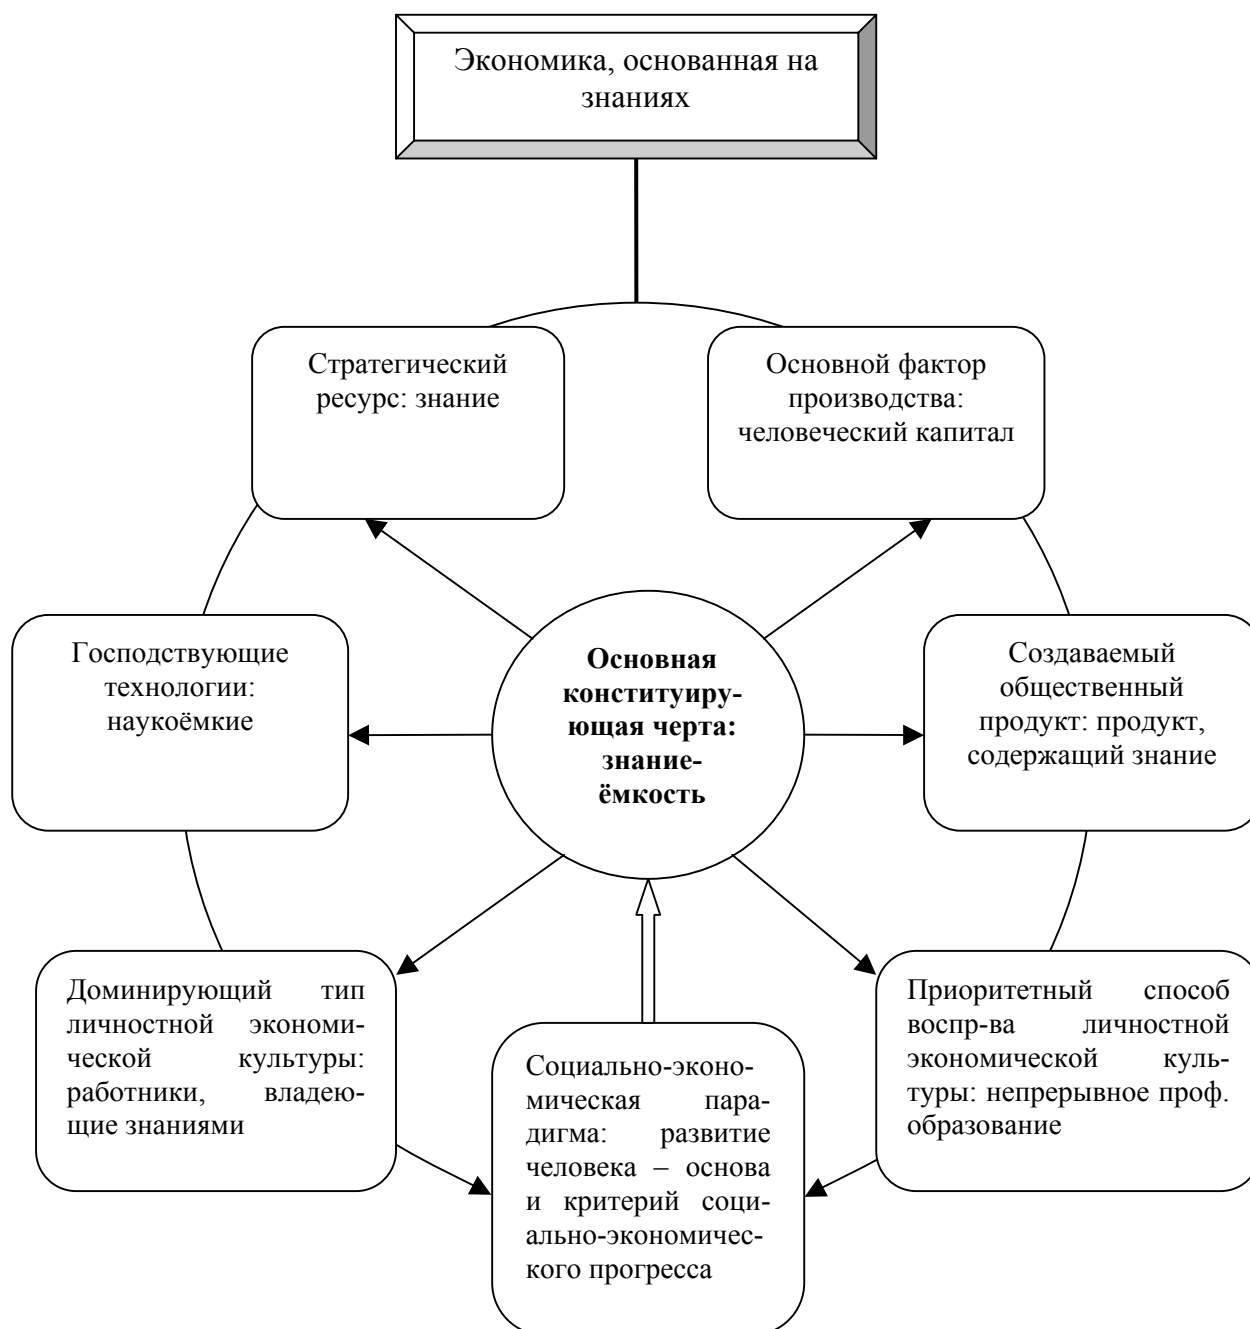 Экономика, основанная на
знаниях
Стратегический
ресурс: знание
Основной фактор
производства:
человеческий капитал
Господствующие
технологии:
наукоёмкие
Основная
конституиру-
ющая черта:
знание-
ёмкость
Создаваемый
общественный
продукт: продукт,
содержащий знание
Доминирующий тип
личностной экономи-
ческой культуры:
работники, владею-
щие знаниями
Социально-эконо-
мическая пара-
дигма: развитие
человека – основа
и критерий соци-
ально-экономичес-
кого прогресса
Приоритетный способ
воспр-ва личностной
экономической куль-
туры: непрерывное проф.
образование